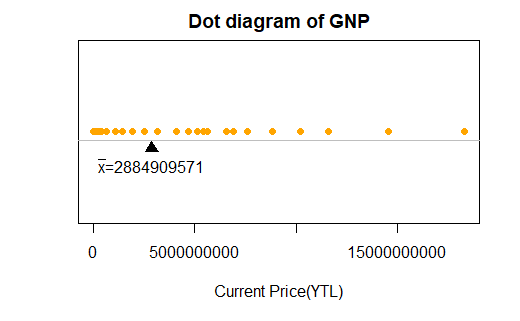 Dot diagram of GNP
x̅=2884909571
0 5000000000 15000000000
Current Price(YTL)